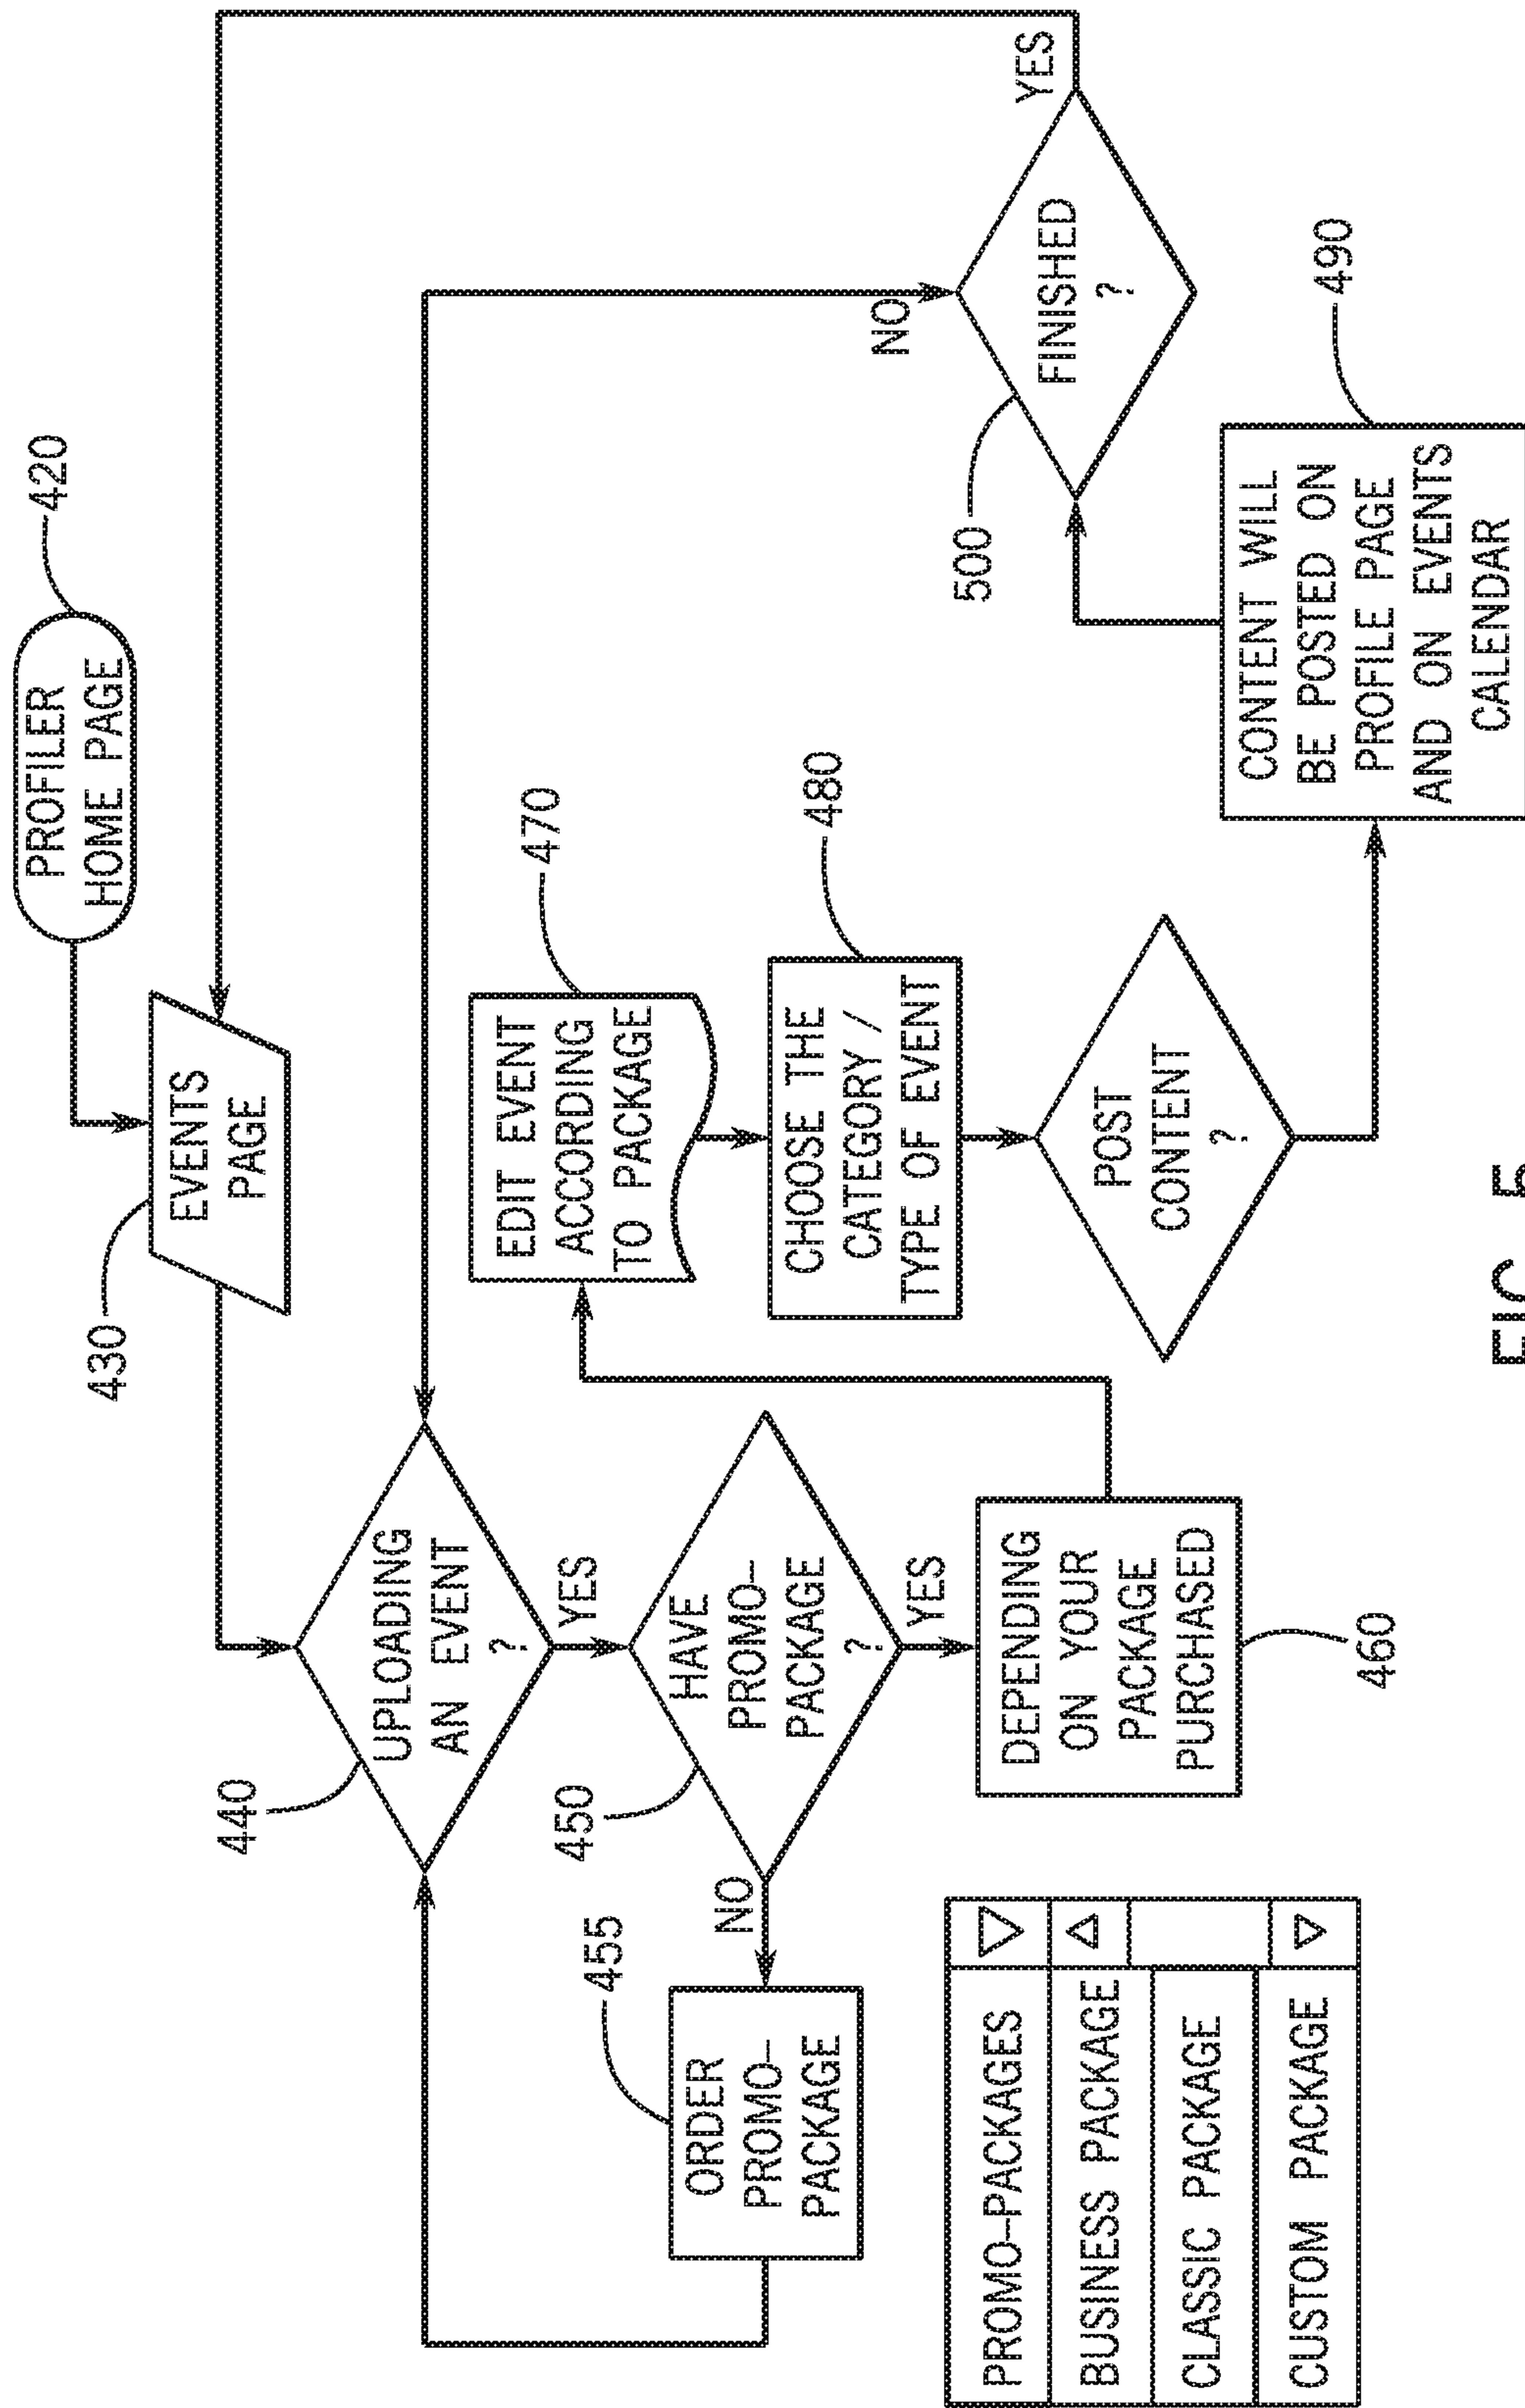 PROFILER
HOME PAGE
420
EVENTS
PAGE
430
UPLOADING
AN EVENT
?
440
YES
HAVE
PROMO–
PACKAGE
?
450
NO
ORDER
PROMO–
PACKAGE
455
YES
DEPENDING
ON YOUR
PACKAGE
PURCHASED
460
PROMO–PACKAGES
BUSINESS PACKAGE
CLASSIC PACKAGE
CUSTOM PACKAGE
EDIT EVENT
ACCORDING
TO PACKAGE
470
CHOOSE THE
CATEGORY /
TYPE OF EVENT
480
POST
CONTENT
?
CONTENT WILL
BE POSTED ON
PROFILE PAGE
AND ON EVENTS
CALENDAR
490
FINISHED
?
500
NO
YES
FIG. 5